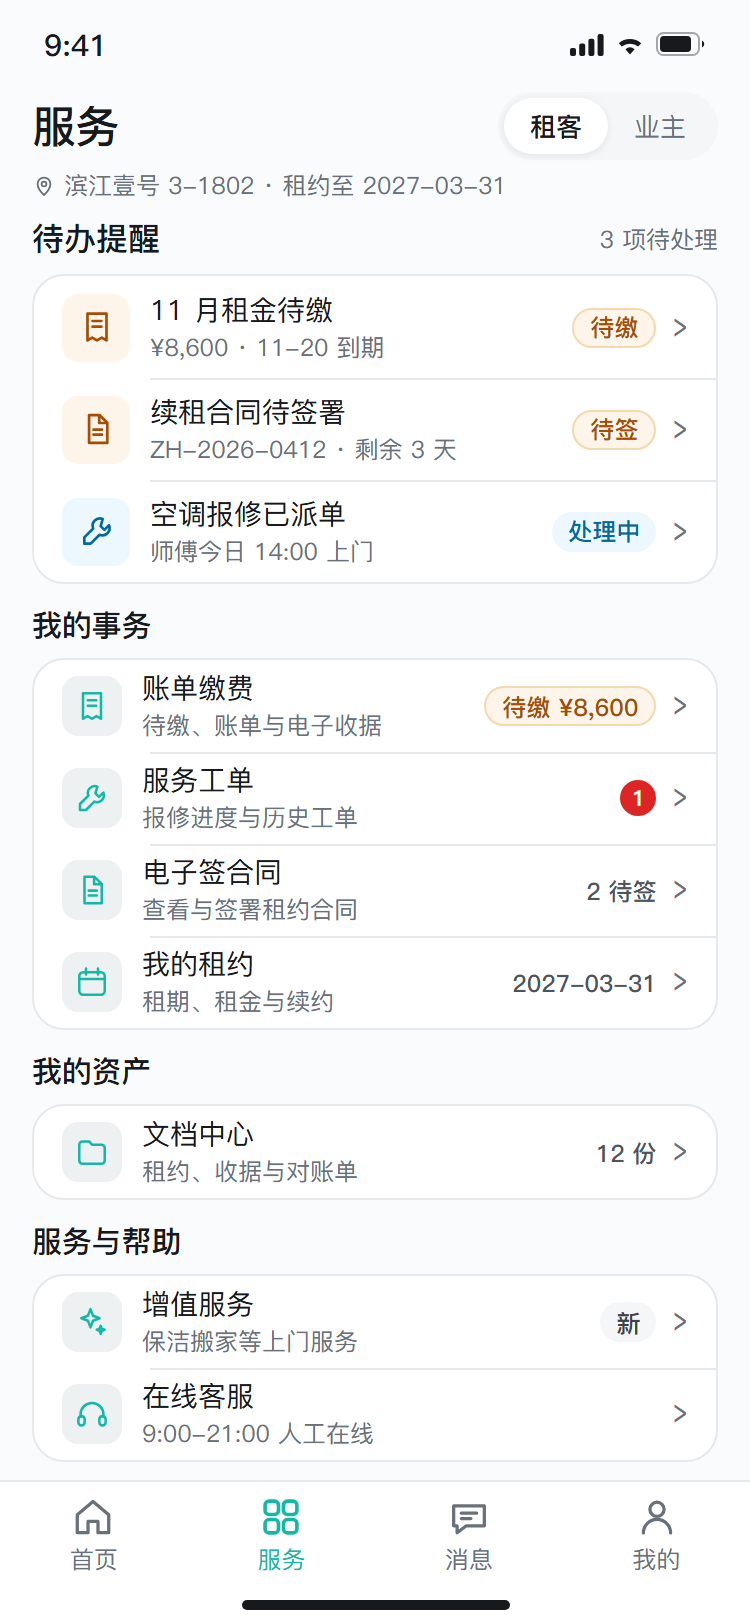 9:41
服务
租客
业主
滨江壹号 3-1802 · 租约至 2027-03-31
待办提醒
3 项待处理
11 月租金待缴
¥8,600 · 11-20 到期
待缴
续租合同待签署
ZH-2026-0412 · 剩余 3 天
待签
空调报修已派单
师傅今日 14:00 上门
处理中
我的事务
账单缴费
待缴、账单与电子收据
待缴 ¥8,600
服务工单
报修进度与历史工单
1
电子签合同
查看与签署租约合同
2 待签
我的租约
租期、租金与续约
2027-03-31
我的资产
文档中心
租约、收据与对账单
12 份
服务与帮助
增值服务
保洁搬家等上门服务
新
在线客服
9:00-21:00 人工在线
首页
服务
消息
我的